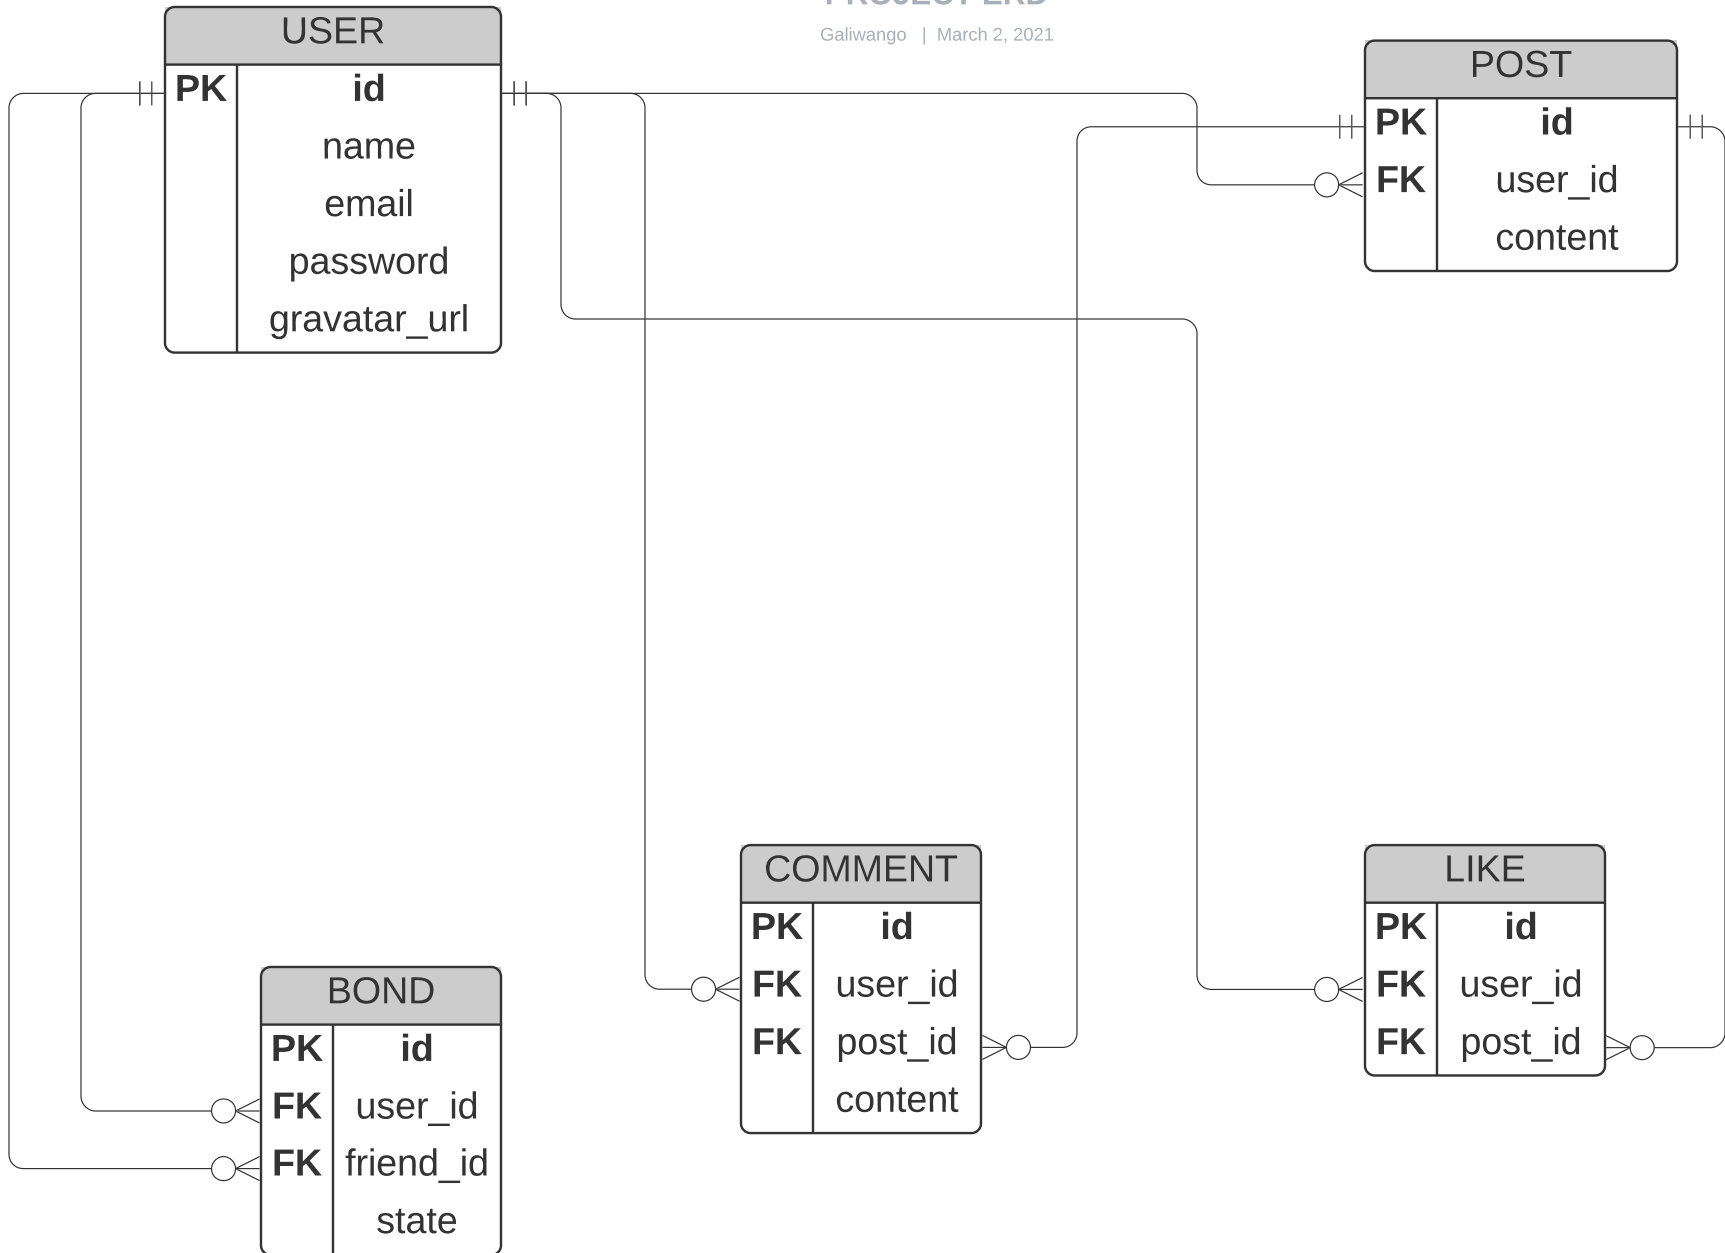 PROJECT ERD
Galiwango | March 2, 2021
USER
PK id
name
email
password
gravatar_url
POST
PK id
FK user_id
content
COMMENT
PK id
FK user_id
FK post_id
content
LIKE
PK id
FK user_id
FK post_id
BOND
PK id
FK user_id
FK friend_id
state